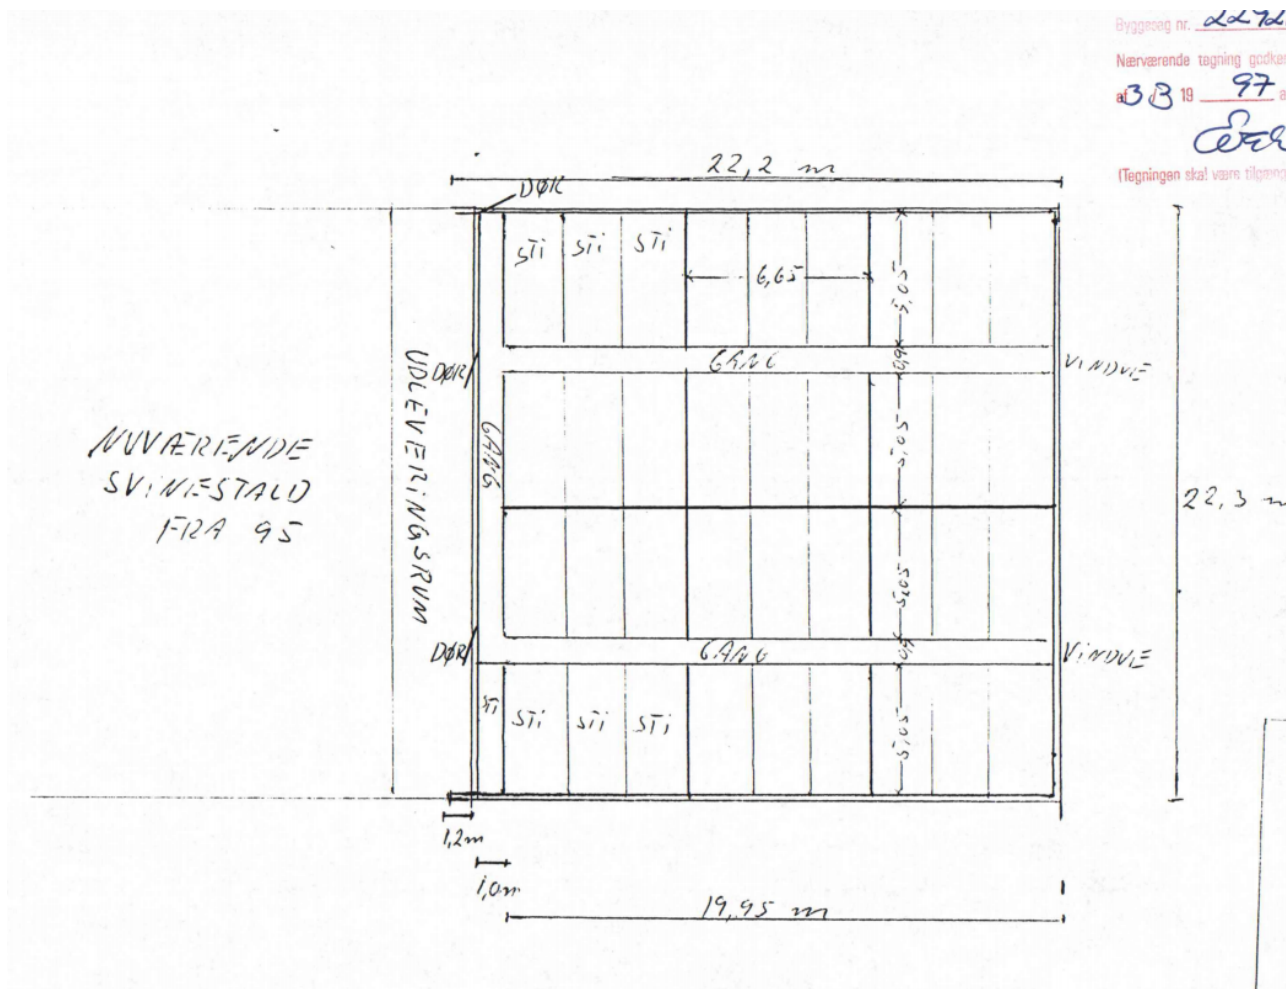 Byggesag nr. 2292
Nærværende tegning godken
af 3 B 19 97 a
(Tegningen skal være tilgæng
22,2 m
DØR
STi
STi
STi
6,65
5,05
GANG
0,9
VINDUE
DØR
UDLEVERINGSRUM
GANG
5,05
NUVÆRENDE
SVINESTALD
FRA 95
22,3 m
5,05
DØR
GANG
0,9
VINDUE
STi
STi
STi
STi
5,05
1,2m
1,0m
19,95 m